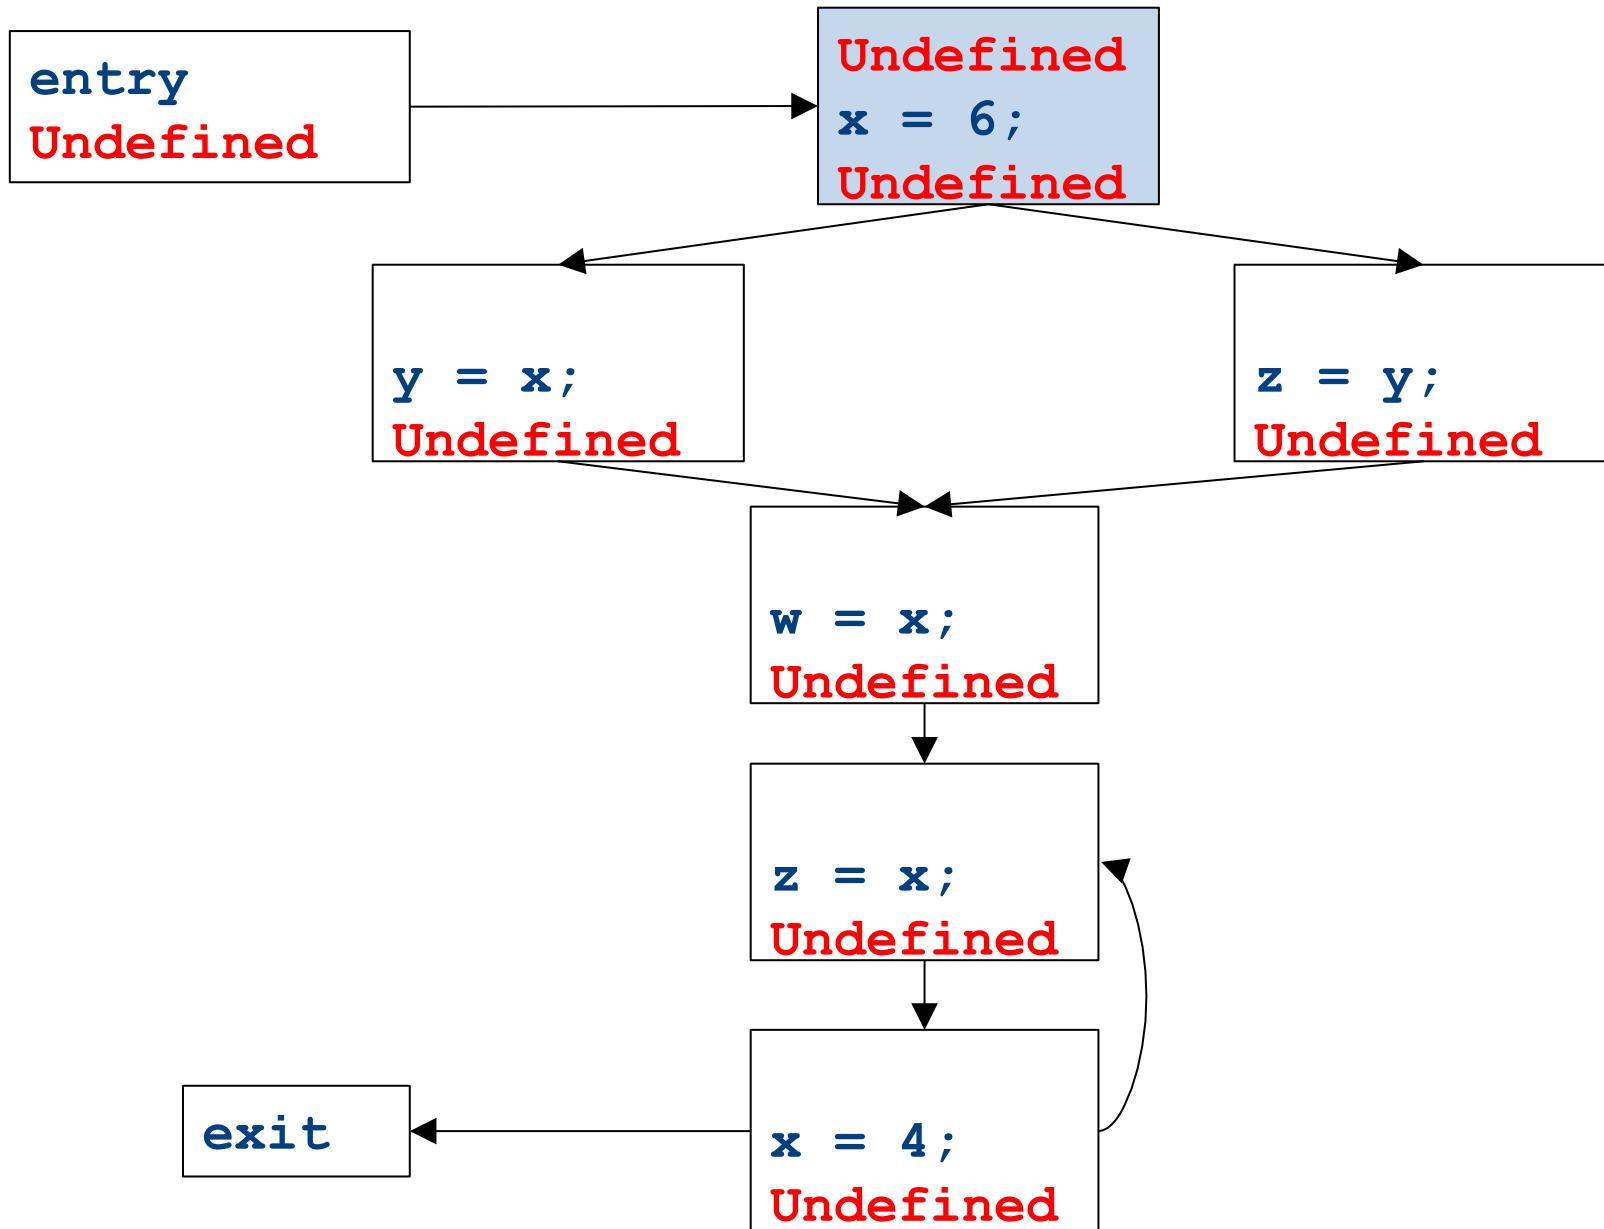 entry
Undefined
Undefined
x = 6;
Undefined
y = x;
Undefined
z = y;
Undefined
w = x;
Undefined
z = x;
Undefined
exit
x = 4;
Undefined